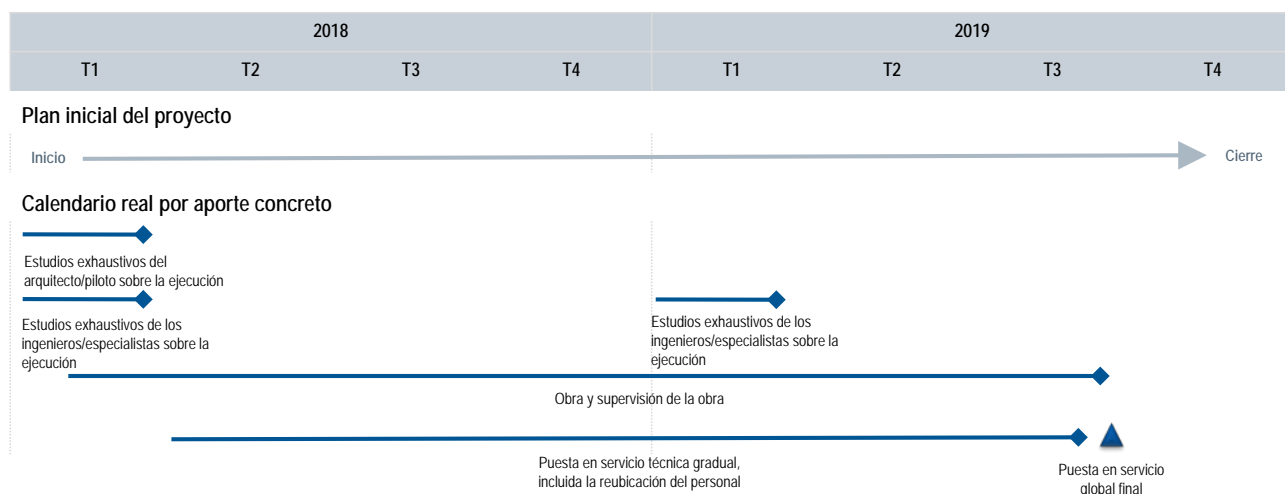 2018 2019
T1 T2 T3 T4 T1 T2 T3 T4
Plan inicial del proyecto
Inicio Cierre
Calendario real por aporte concreto
Estudios exhaustivos del
arquitecto/piloto sobre la ejecución
Estudios exhaustivos de los
ingenieros/especialistas sobre la
ejecución
Estudios exhaustivos de los
ingenieros/especialistas sobre la
ejecución
Obra y supervisión de la obra
Puesta en servicio técnica gradual,
incluida la reubicación del personal
Puesta en servicio
global final